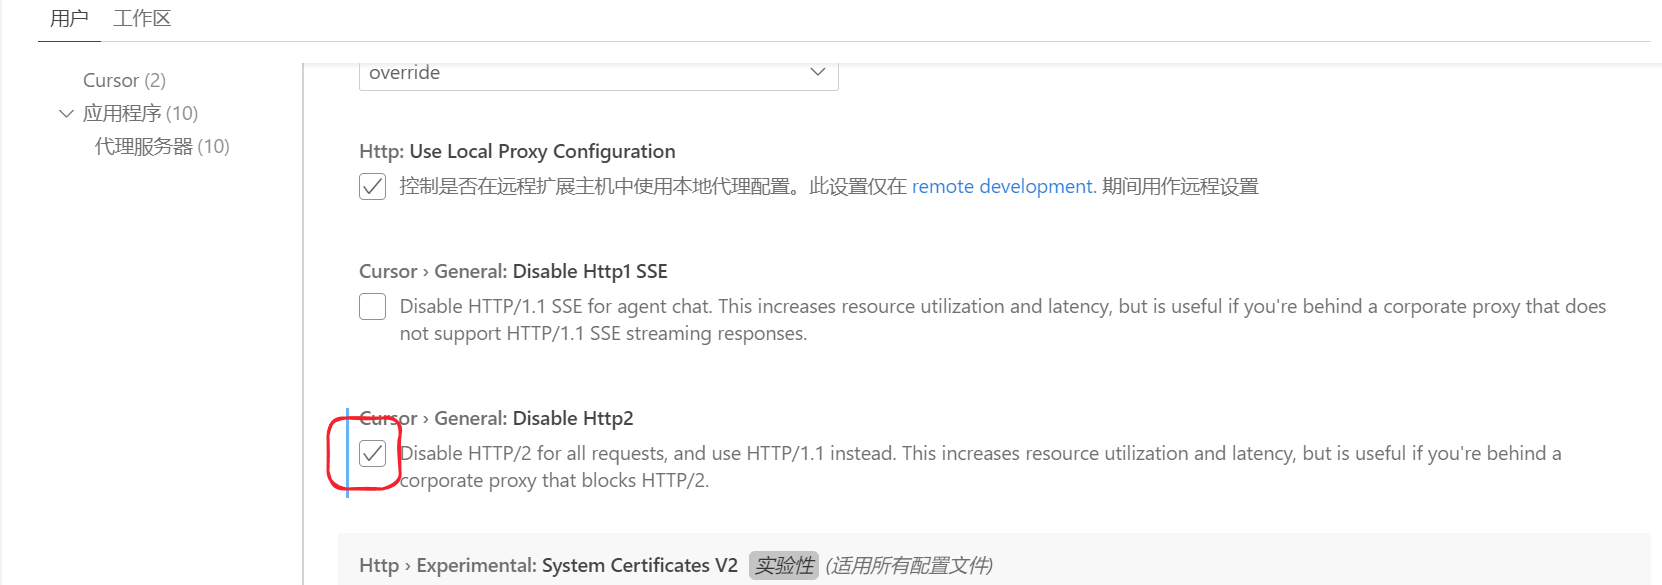 用户 工作区
Cursor (2)
应用程序 (10)
代理服务器 (10)
override
Http: Use Local Proxy Configuration
控制是否在远程扩展主机中使用本地代理配置。此设置仅在 remote development. 期间用作远程设置
Cursor › General: Disable Http1 SSE
Disable HTTP/1.1 SSE for agent chat. This increases resource utilization and latency, but is useful if you're behind a corporate proxy that does
not support HTTP/1.1 SSE streaming responses.
Cursor › General: Disable Http2
Disable HTTP/2 for all requests, and use HTTP/1.1 instead. This increases resource utilization and latency, but is useful if you're behind a
corporate proxy that blocks HTTP/2.
Http › Experimental: System Certificates V2 实验性 (适用所有配置文件)